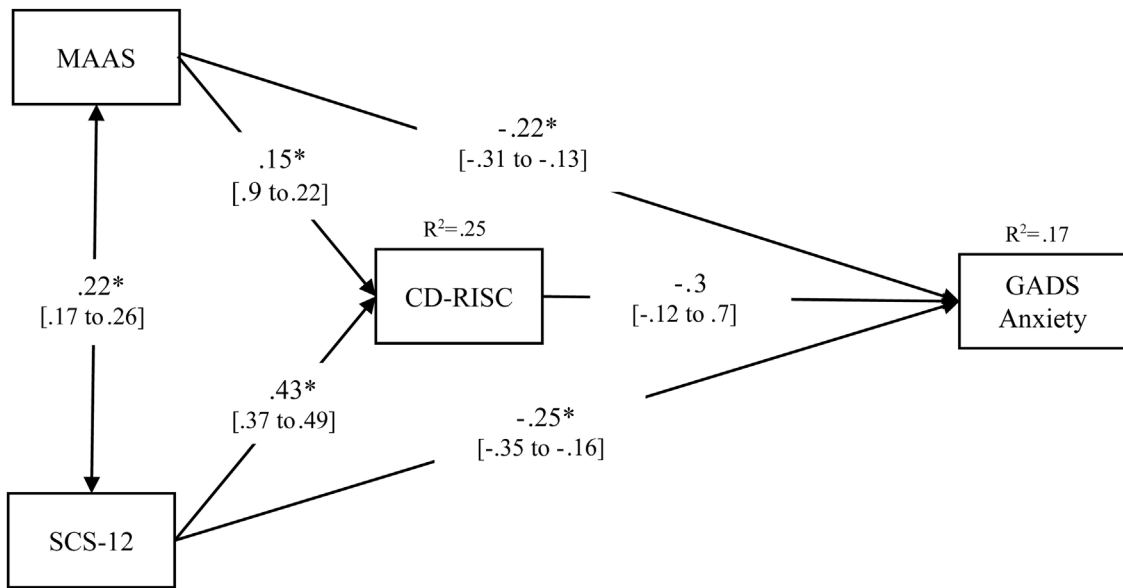 MAAS
-.22*
[-.31 to -.13]
.15*
[.9 to.22]
R²=.25
R²=.17
CD-RISC
-.3
[-.12 to .7]
GADS
Anxiety
.22*
[.17 to.26]
.43*
[.37 to.49]
-.25*
[-.35 to -.16]
SCS-12